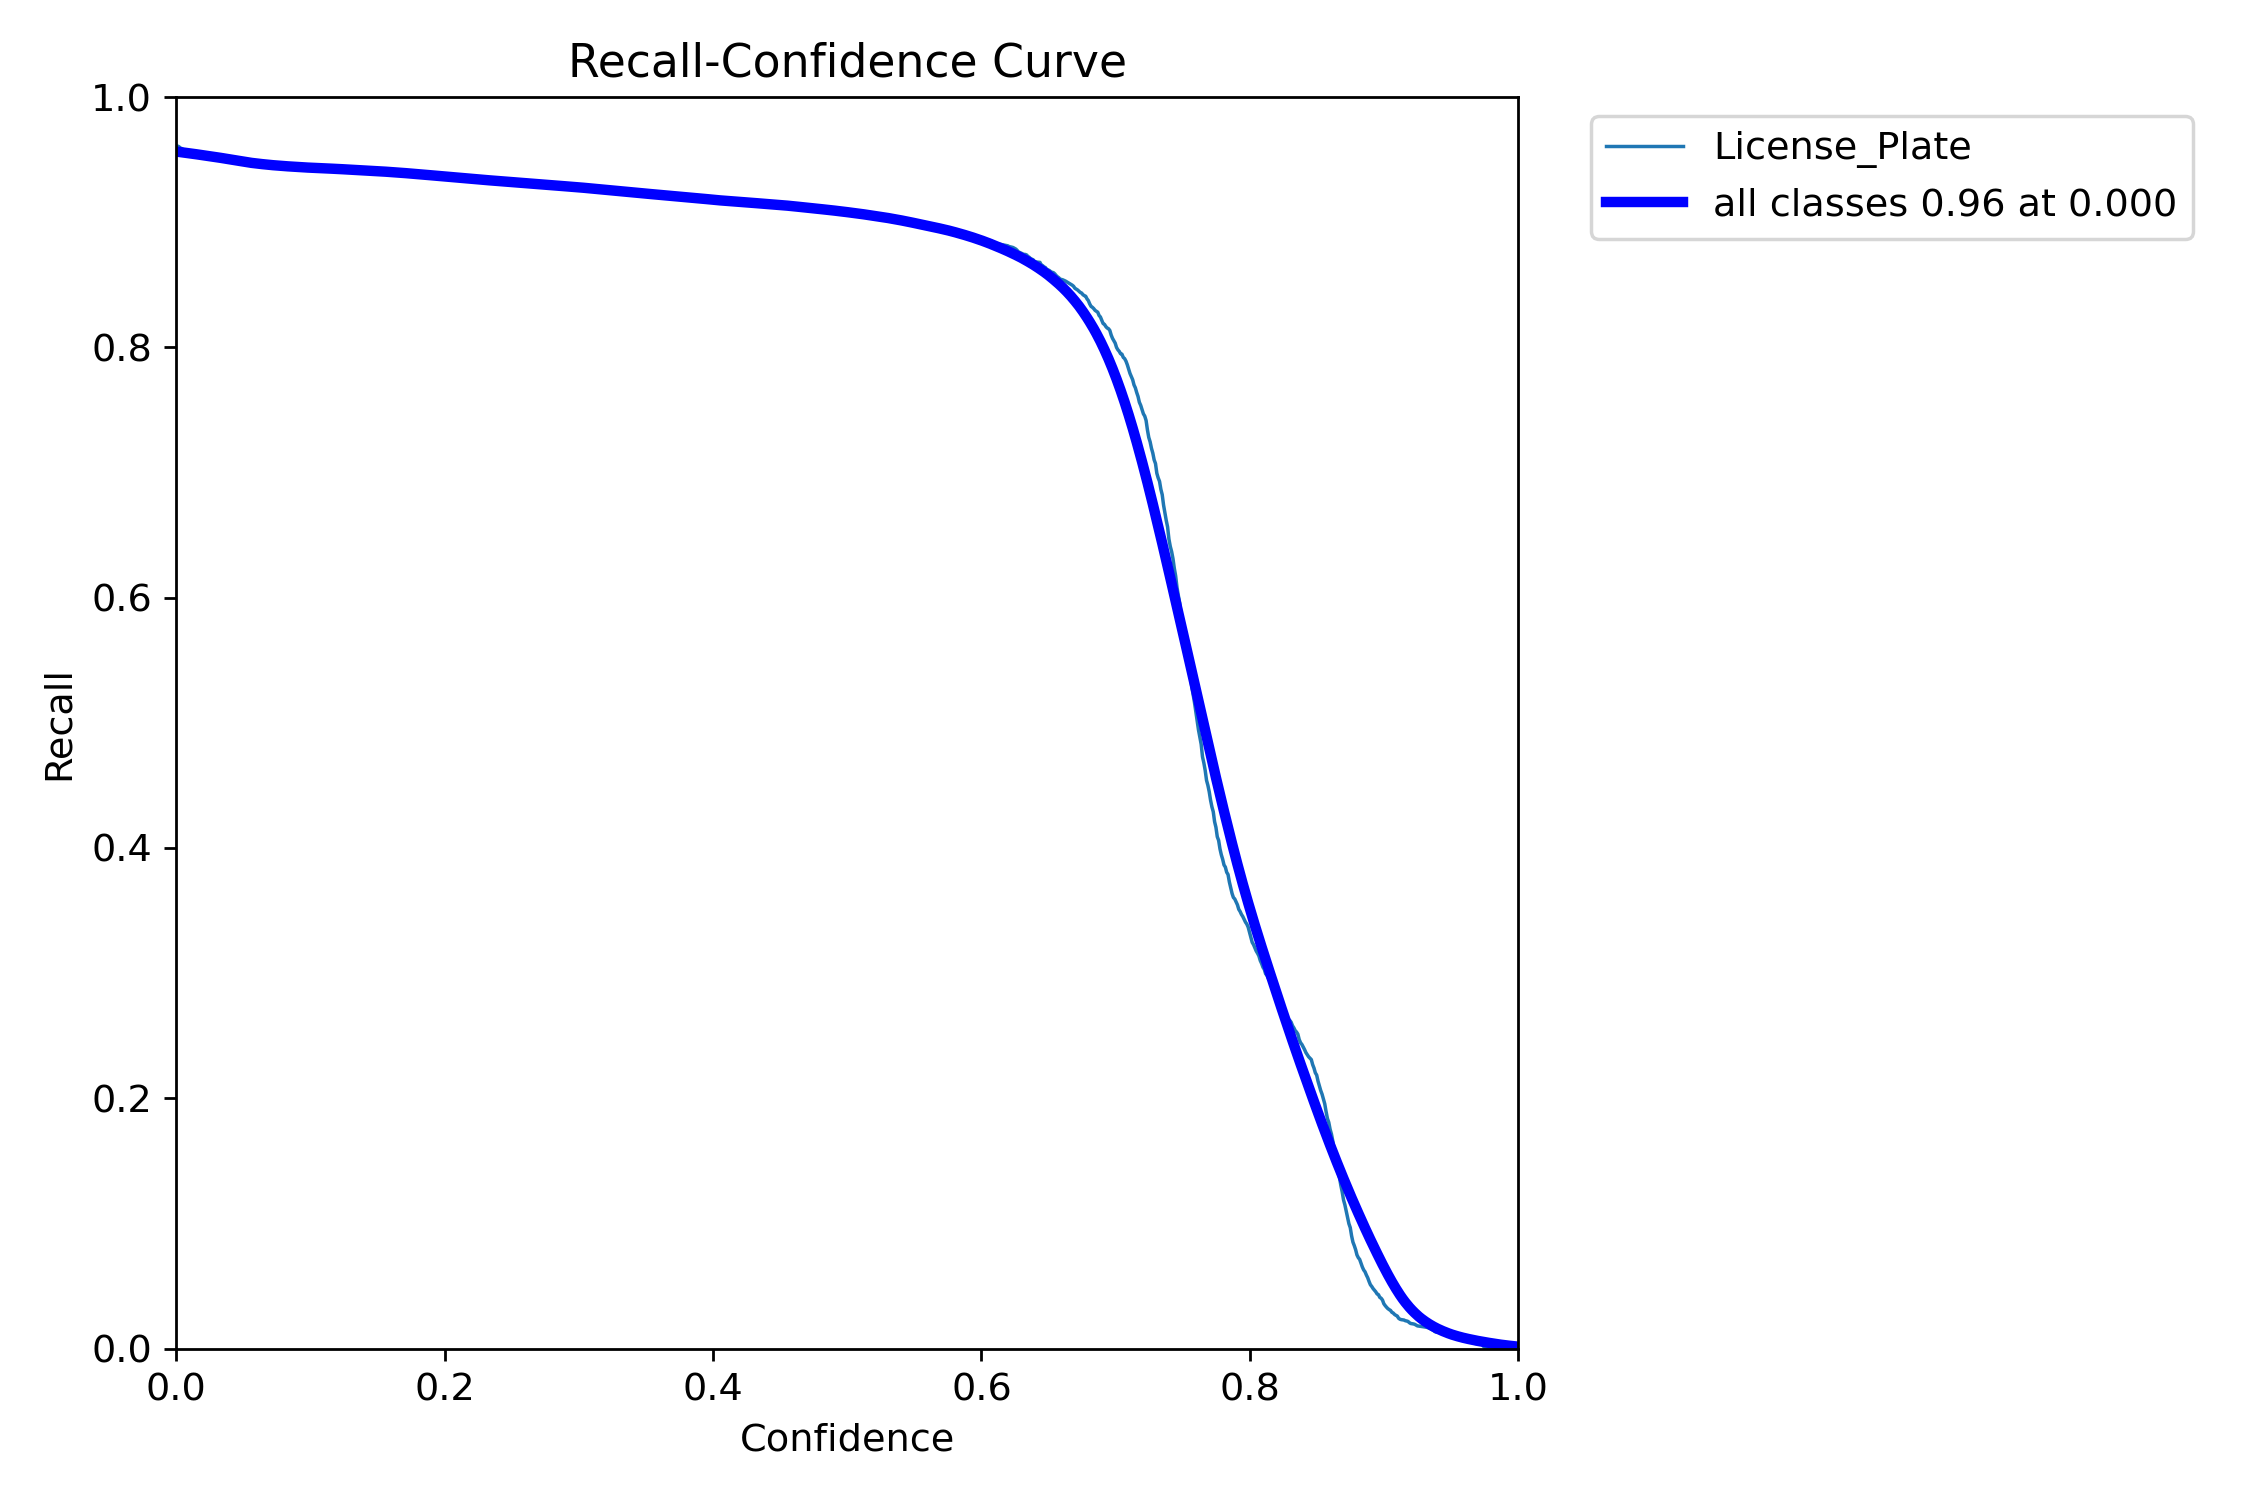 Recall-Confidence Curve
1.0
0.8
0.6
0.4
0.2
0.0
Recall
0.0 0.2 0.4 0.6 0.8 1.0
Confidence
License_Plate
all classes 0.96 at 0.000